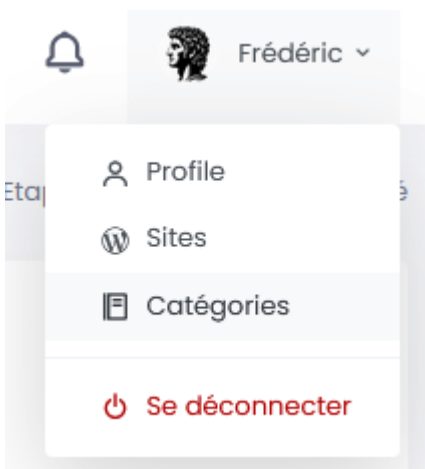 Frédéric
Profile
Sites
Catégories
Se déconnecter